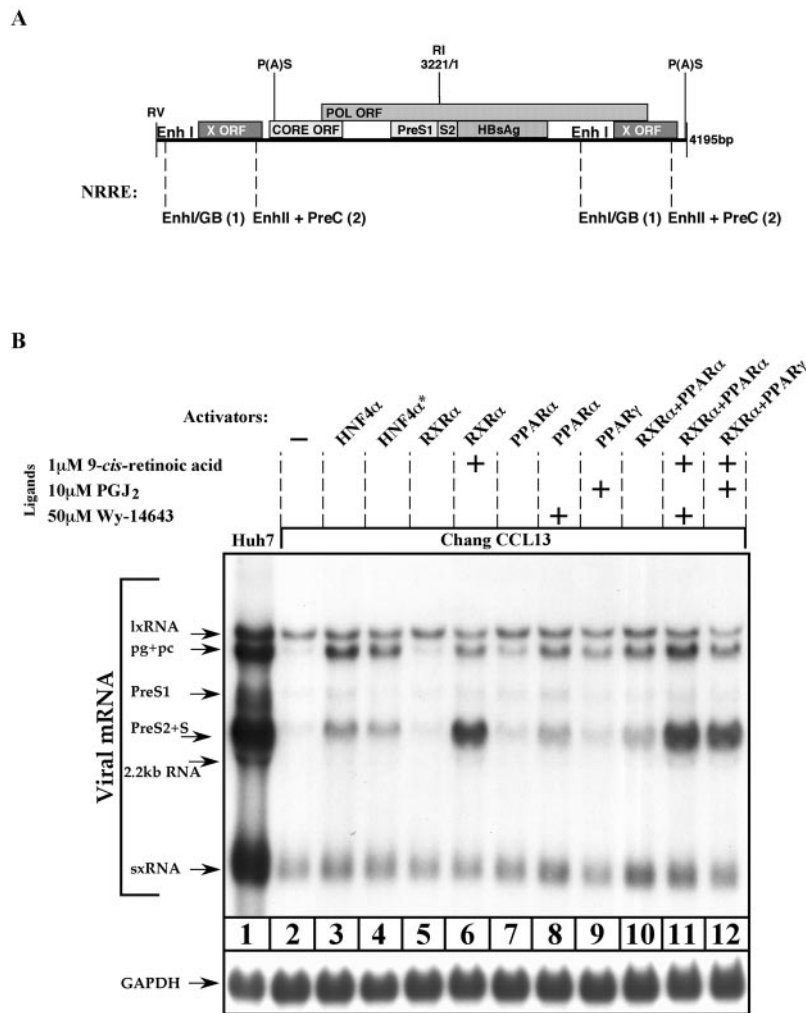 A
RI
P(A)S 3221/1 P(A)S
RV
POL ORF
Enh I X ORF CORE ORF PreS1 S2 HBsAg Enh I X ORF
4195bp
NRRE:
EnhI/GB (1) EnhII + PreC (2) EnhI/GB (1) EnhII + PreC (2)
B
Activators: — HNF4α HNF4α* RXRα RXRα PPARα PPARα PPARγ RXRα+PPARα RXRα+PPARα RXRα+PPARγ
Ligands
1μM 9-cis-retinoic acid + + +
10μM PGJ2 + +
50μM Wy-14643 + +
Huh7 Chang CCL13
Viral mRNA
lxRNA
pg+pc
PreS1
PreS2+S
2.2kb RNA
sxRNA
1 2 3 4 5 6 7 8 9 10 11 12
GAPDH